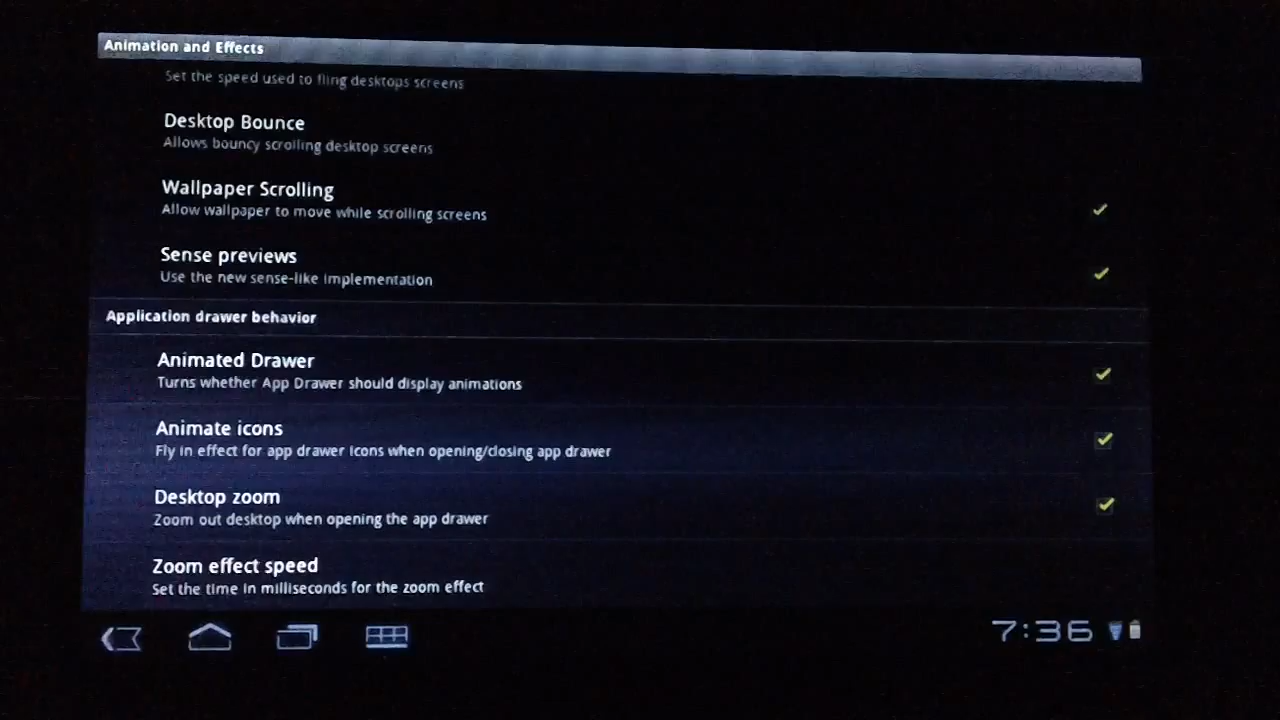 Animation and Effects
Set the speed used to fling desktops screens
Desktop Bounce
Allows bouncy scrolling desktop screens
Wallpaper Scrolling
Allow wallpaper to move while scrolling screens
Sense previews
Use the new sense-like implementation
Application drawer behavior
Animated Drawer
Turns whether App Drawer should display animations
Animate icons
Fly in effect for app drawer icons when opening/closing app drawer
Desktop zoom
Zoom out desktop when opening the app drawer
Zoom effect speed
Set the time in milliseconds for the zoom effect
7:36